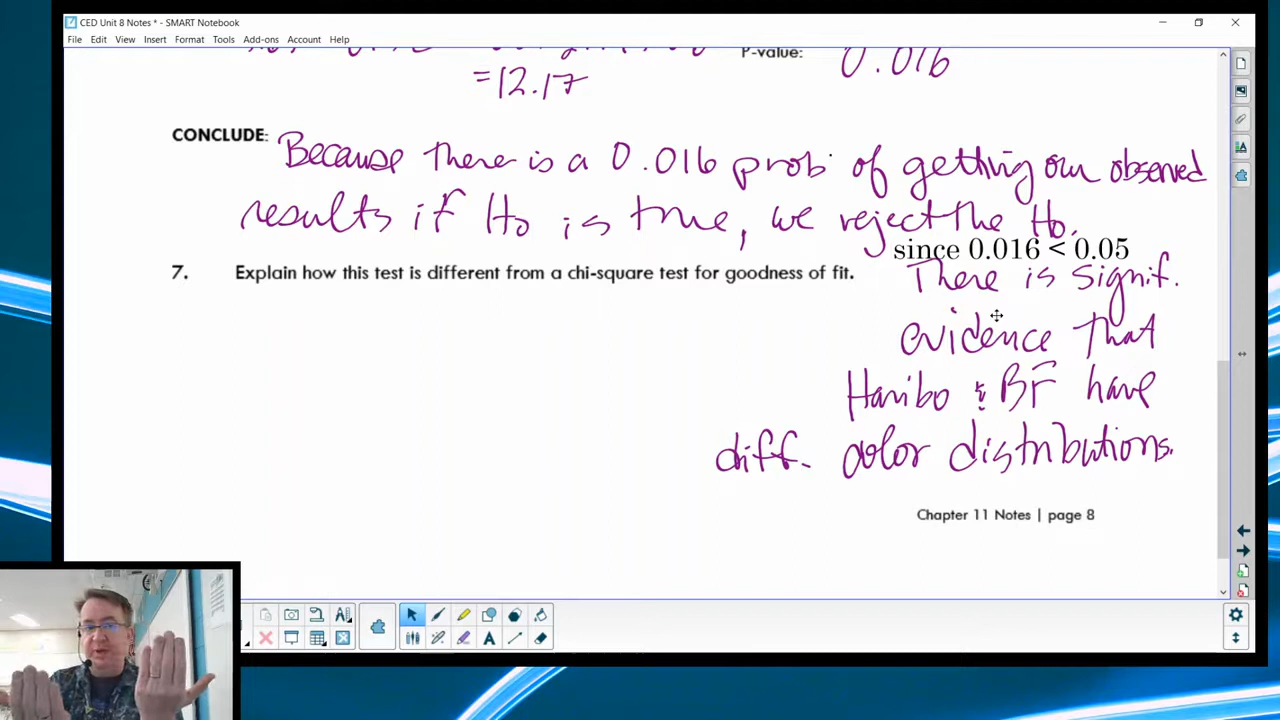 CED Unit 8 Notes * - SMART Notebook
File Edit View Insert Format Tools Add-ons Account Help
P-value: 0.016
=12.17
CONCLUDE: Because there is a 0.016 prob. of getting our observed
results if Ho is true, we reject the Ho.
since 0.016 < 0.05
7. Explain how this test is different from a chi-square test for goodness of fit.
There is signif.
evidence that
Haribo & BF have
diff. color distributions.
Chapter 11 Notes | page 8